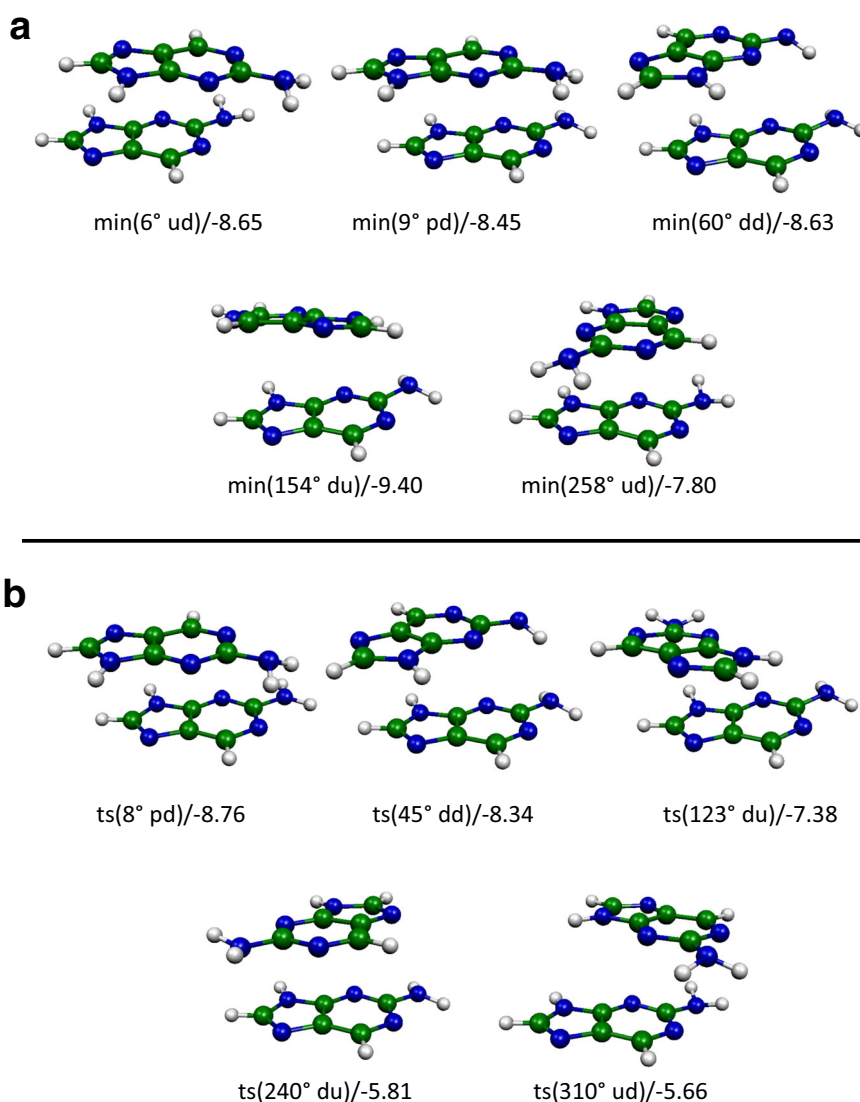 a
min(6° ud)/-8.65 min(9° pd)/-8.45 min(60° dd)/-8.63
min(154° du)/-9.40 min(258° ud)/-7.80
b
ts(8° pd)/-8.76 ts(45° dd)/-8.34 ts(123° du)/-7.38
ts(240° du)/-5.81 ts(310° ud)/-5.66